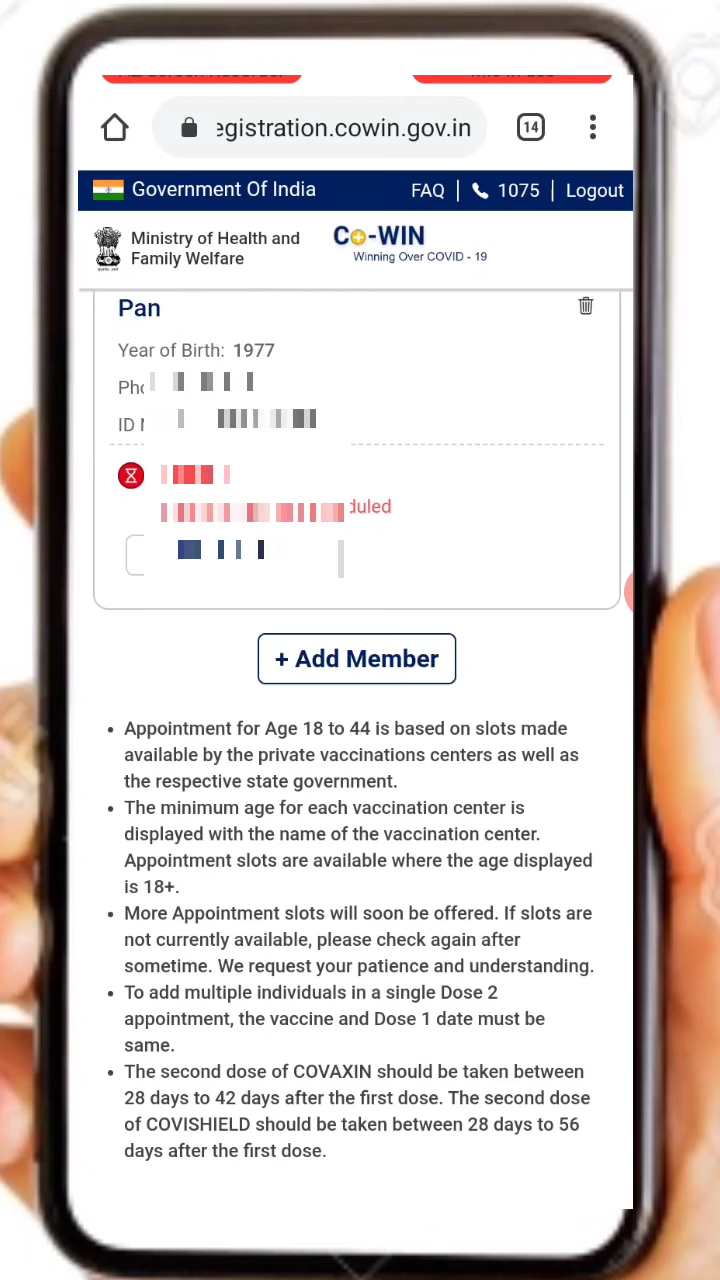 egistration.cowin.gov.in
14
Government Of India
FAQ | 1075 | Logout
Ministry of Health and
Family Welfare
Co-WIN
Winning Over COVID - 19
Pan
Year of Birth: 1977
ID
duled
+ Add Member
• Appointment for Age 18 to 44 is based on slots made
available by the private vaccinations centers as well as
the respective state government.
• The minimum age for each vaccination center is
displayed with the name of the vaccination center.
Appointment slots are available where the age displayed
is 18+.
• More Appointment slots will soon be offered. If slots are
not currently available, please check again after
sometime. We request your patience and understanding.
• To add multiple individuals in a single Dose 2
appointment, the vaccine and Dose 1 date must be
same.
• The second dose of COVAXIN should be taken between
28 days to 42 days after the first dose. The second dose
of COVISHIELD should be taken between 28 days to 56
days after the first dose.